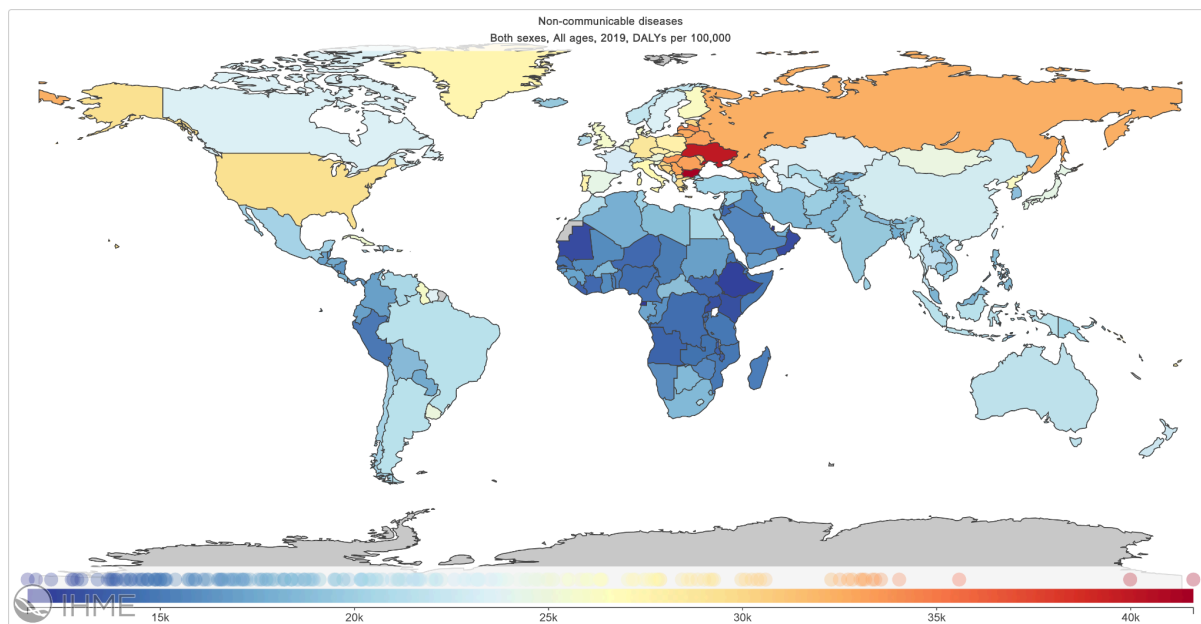 Non-communicable diseases
Both sexes, All ages, 2019, DALYs per 100,000
IHME
15k 20k 25k 30k 35k 40k